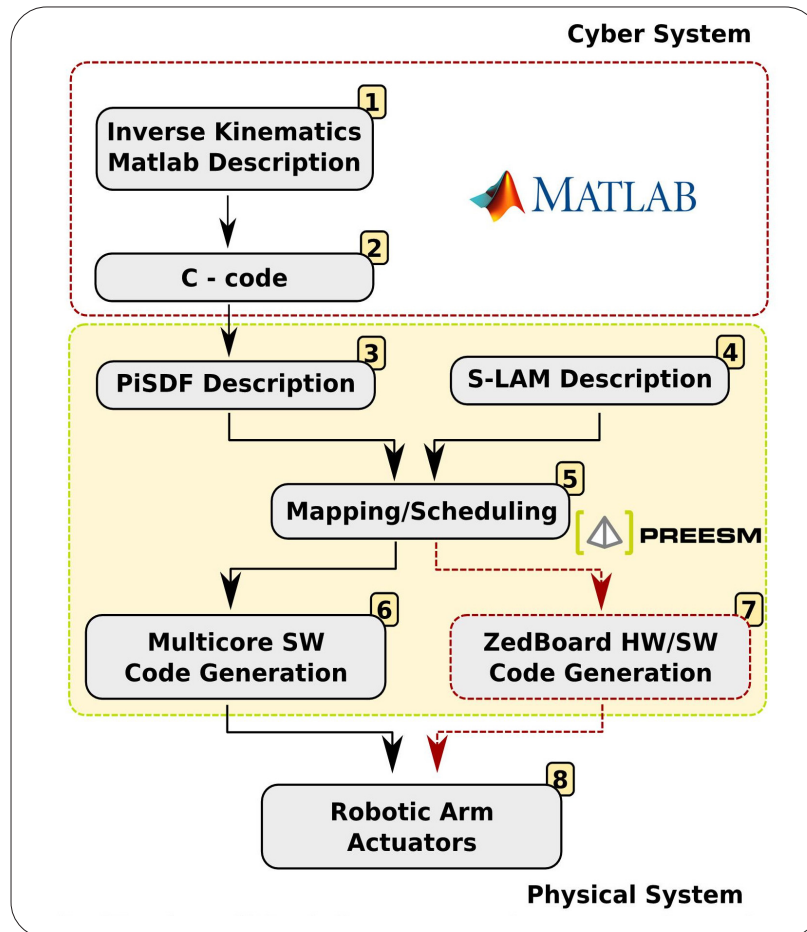 Cyber System
1
Inverse Kinematics
Matlab Description
MATLAB
2
C - code
3
PiSDF Description
4
S-LAM Description
5
Mapping/Scheduling
PREESM
6
Multicore SW
Code Generation
7
ZedBoard HW/SW
Code Generation
8
Robotic Arm
Actuators
Physical System